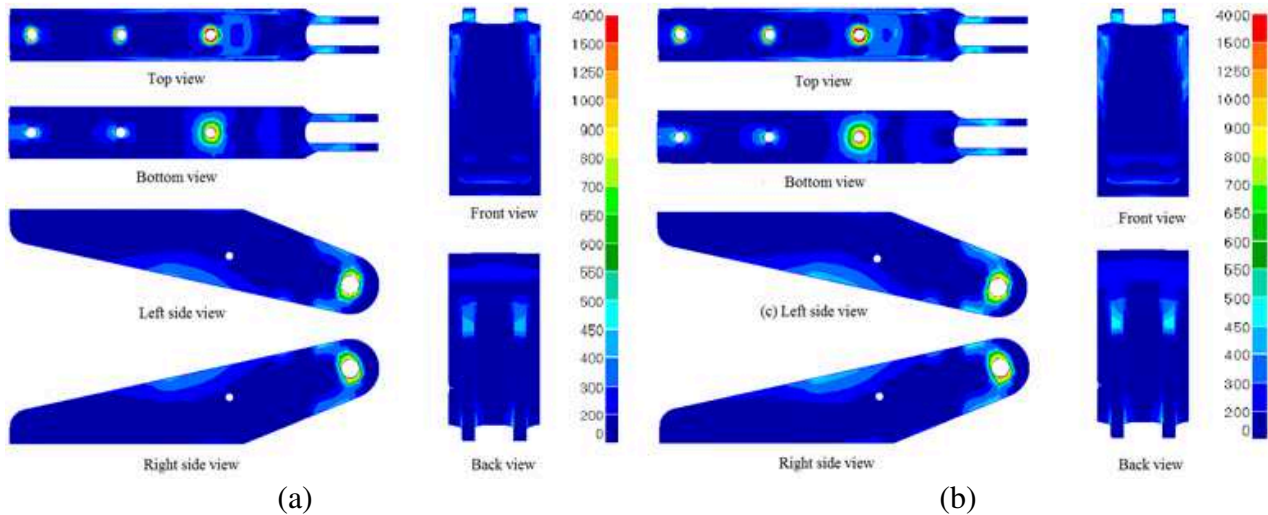 Top view
Bottom view
Left side view
Right side view
Front view
Back view
4000
1500
1250
1000
900
800
700
650
600
550
500
450
400
300
200
0
(a)
Top view
Bottom view
(c) Left side view
Right side view
Front view
Back view
4000
1500
1250
1000
900
800
700
650
600
550
500
450
400
300
200
0
(b)